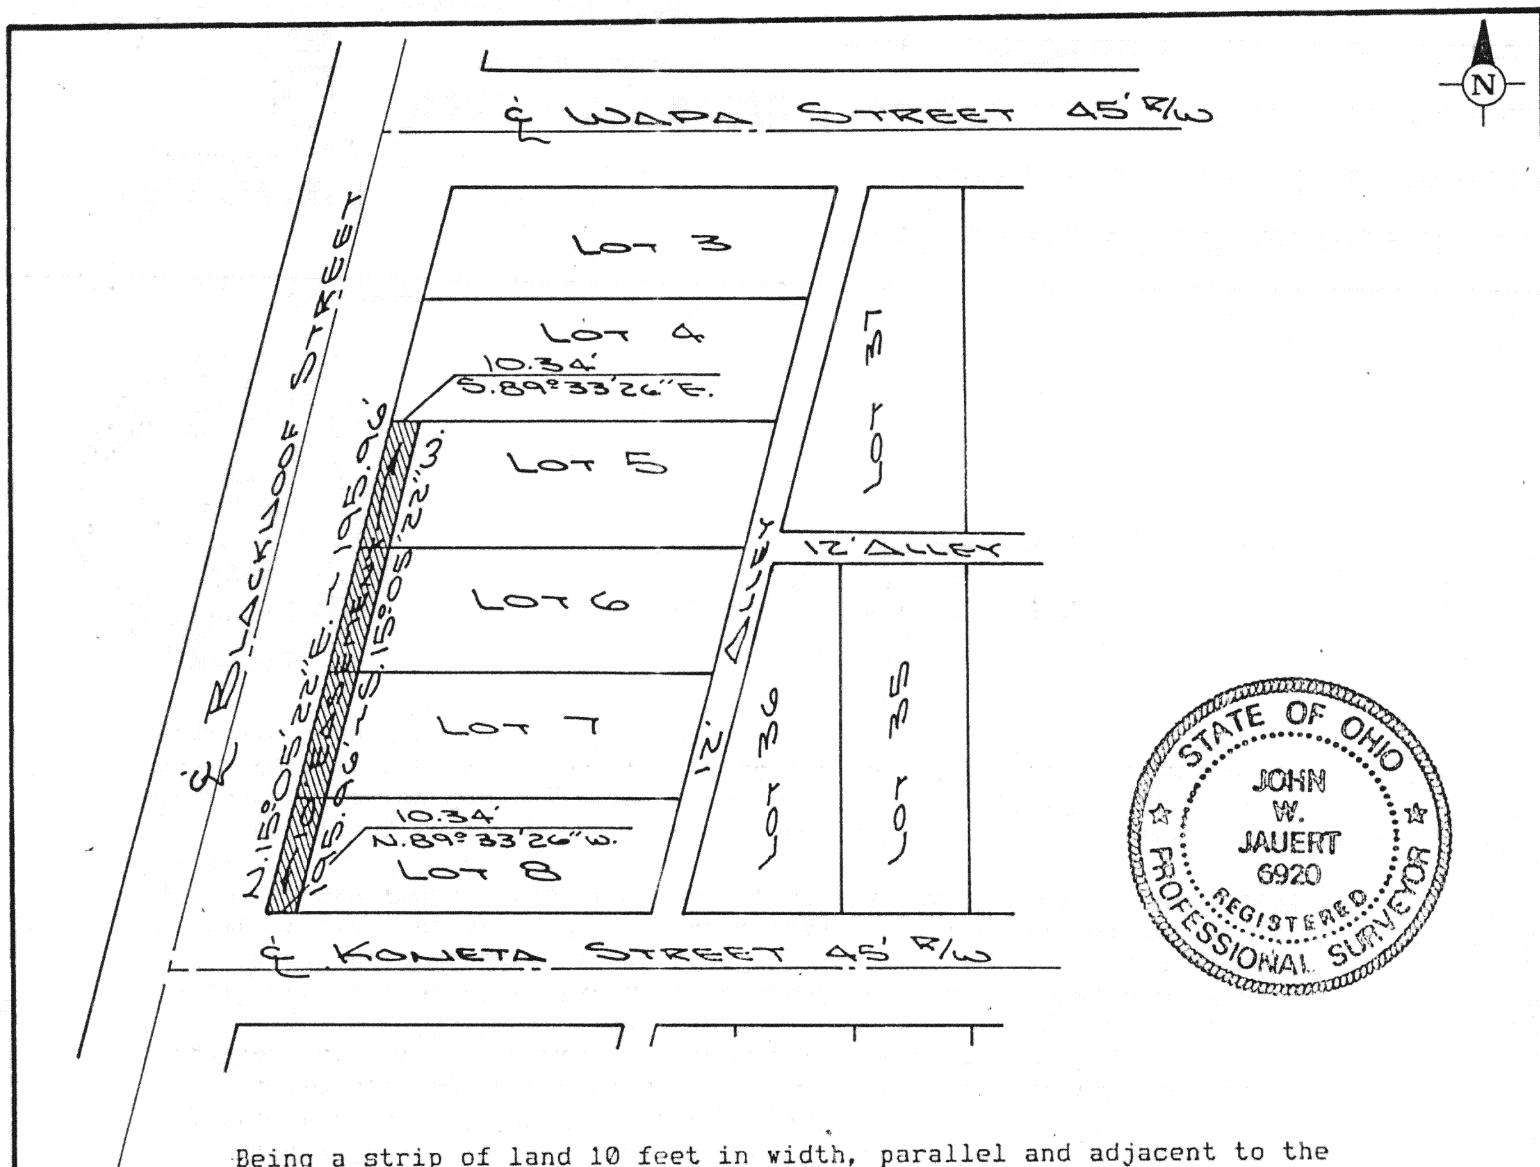 N
℄ WAPA STREET 45' R/W
℄ BLACKHOOF STREET
LOT 3
LOT 4
10.34'
S.89°33'26"E.
LOT 5
LOT 6
LOT 7
10.34'
N.89°33'26"W.
LOT 8
N.15°05'22"E.~195.96'
195.96'~S.15°05'22"W.
12' ALLEY
12' ALLEY
LOT 37
LOT 36
LOT 35
℄ KONETA STREET 45' R/W
STATE OF OHIO
JOHN
W.
JAUERT
6920
REGISTERED
PROFESSIONAL SURVEYOR
Being a strip of land 10 feet in width, parallel and adjacent to the